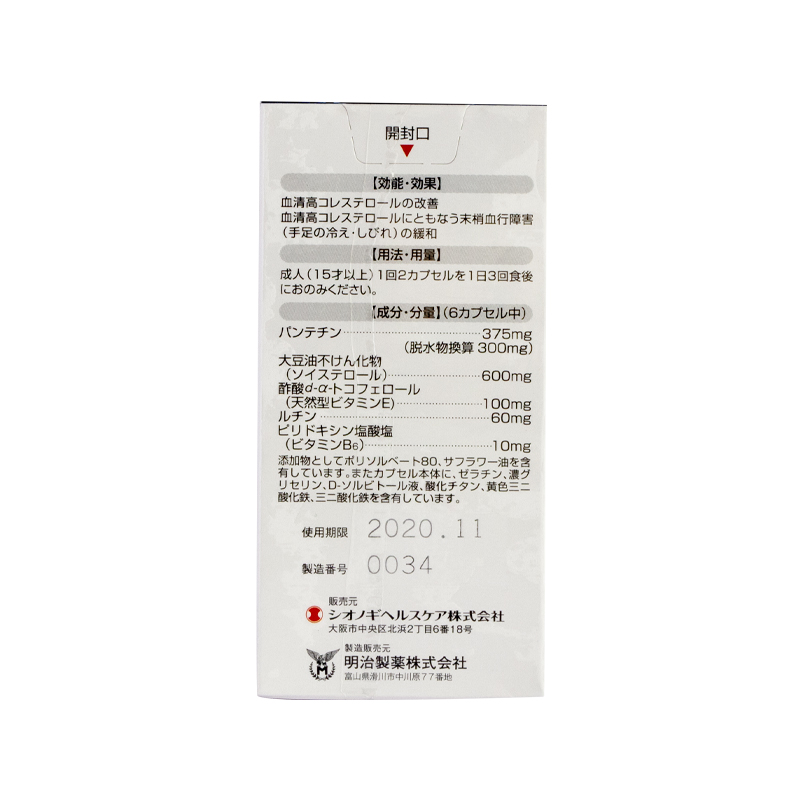 開封口
【効能・効果】
血清高コレステロールの改善
血清高コレステロールにともなう末梢血行障害
（手足の冷え・しびれ）の緩和
【用法・用量】
成人（15才以上）1回2カプセルを1日3回食後
におのみください。
【成分・分量】（6カプセル中）
パンテチン…………375mg
（脱水物換算 300mg）
大豆油不けん化物
（ソイステロール）…………600mg
酢酸d-α-トコフェロール
（天然型ビタミンE)…………100mg
ルチン…………60mg
ピリドキシン塩酸塩
（ビタミンB₆）…………10mg
添加物としてポリソルベート80、サフラワー油を含
有しています。またカプセル本体に、ゼラチン、濃グ
リセリン、D-ソルビトール液、酸化チタン、黄色三二
酸化鉄、三二酸化鉄を含有しています。
使用期限 2020.11
製造番号 0034
販売元
シオノギヘルスケア株式会社
大阪市中央区北浜2丁目6番18号
製造販売元
明治製薬株式会社
富山県滑川市中川原77番地